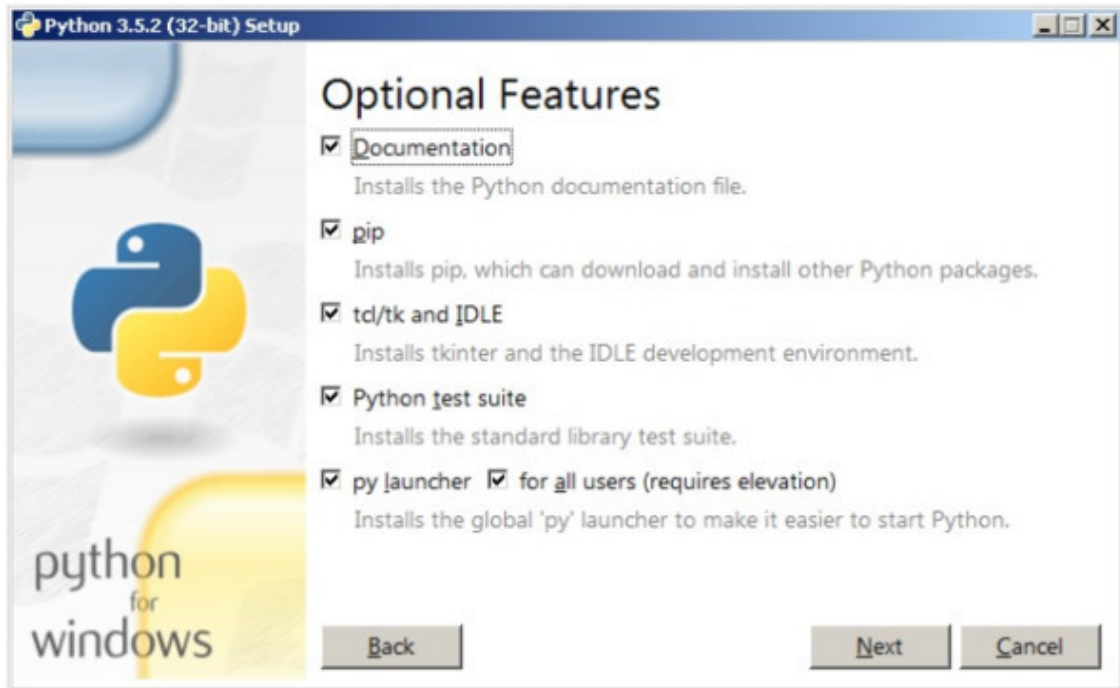 Python 3.5.2 (32-bit) Setup
Optional Features
Documentation
Installs the Python documentation file.
pip
Installs pip, which can download and install other Python packages.
tcl/tk and IDLE
Installs tkinter and the IDLE development environment.
Python test suite
Installs the standard library test suite.
py launcher for all users (requires elevation)
Installs the global 'py' launcher to make it easier to start Python.
python
for
windows
Back Next Cancel